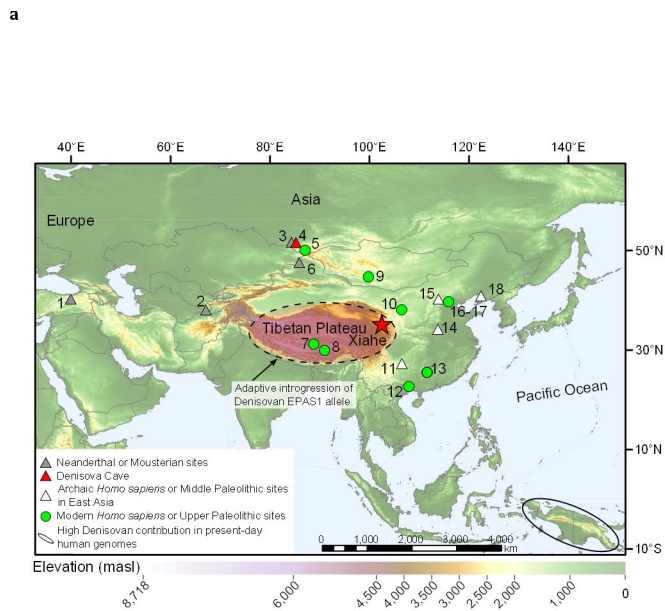 a
40°E 60°E 80°E 100°E 120°E 140°E
Asia
Europe
3 4
5
50°N
6
9
1
2
10
15
18
16-17
Tibetan Plateau
Xiahe
14
30°N
7 8
11
13
Adaptive introgression of
Denisovan EPAS1 allele
12
Pacific Ocean
10°N
Neanderthal or Mousterian sites
Denisova Cave
Archaic Homo sapiens or Middle Paleolithic sites
in East Asia
Modern Homo sapiens or Upper Paleolithic sites
High Denisovan contribution in present-day
human genomes
0 1,000 2,000 3,000 4,000
km
10°S
Elevation (masl)
8,718 6,000 4,500 4,000 3,500 3,000 2,500 2,000 1,000 0